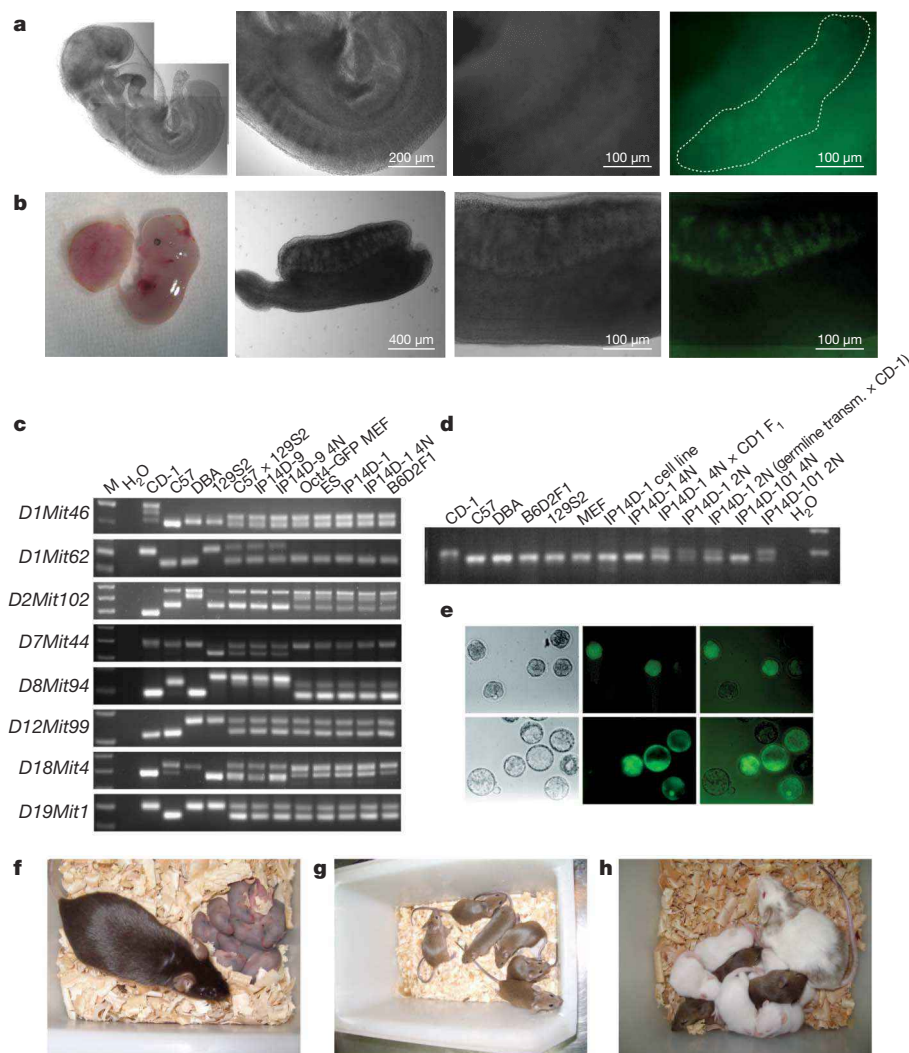 a
200 µm
100 µm
100 µm
b
400 µm
100 µm
100 µm
c
M
H₂O
CD-1
C57
DBA
129S2
C57 × 129S2
IP14D-9
IP14D-9 4N
Oct4–GFP MEF
ES
IP14D-1
IP14D-1 4N
B6D2F1
D1Mit46
D1Mit62
D2Mit102
D7Mit44
D8Mit94
D12Mit99
D18Mit4
D19Mit1
d
CD-1
C57
DBA
B6D2F1
129S2
MEF
IP14D-1 cell line
IP14D-1 4N
IP14D-1 4N × CD1 F₁
IP14D-1 2N
IP14D-1 2N (germline transm. × CD-1)
IP14D-101 4N
IP14D-101 2N
H₂O
e
f
g
h